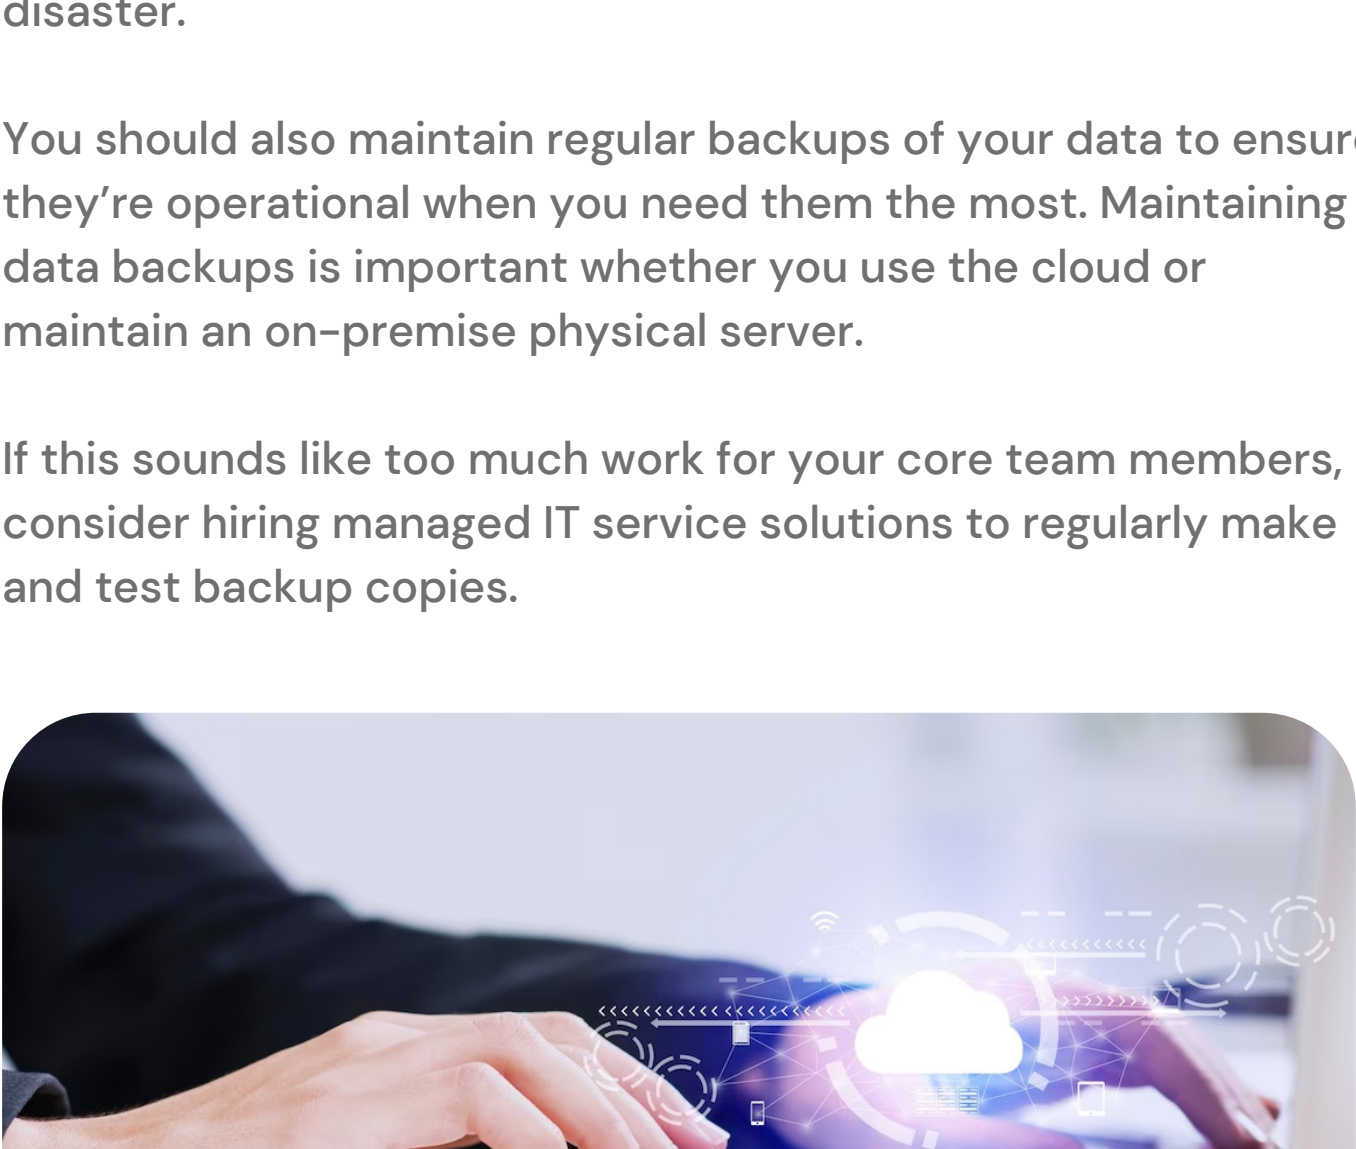 disaster.
You should also maintain regular backups of your data to ensure
they’re operational when you need them the most. Maintaining
data backups is important whether you use the cloud or
maintain an on-premise physical server.
If this sounds like too much work for your core team members,
consider hiring managed IT service solutions to regularly make
and test backup copies.